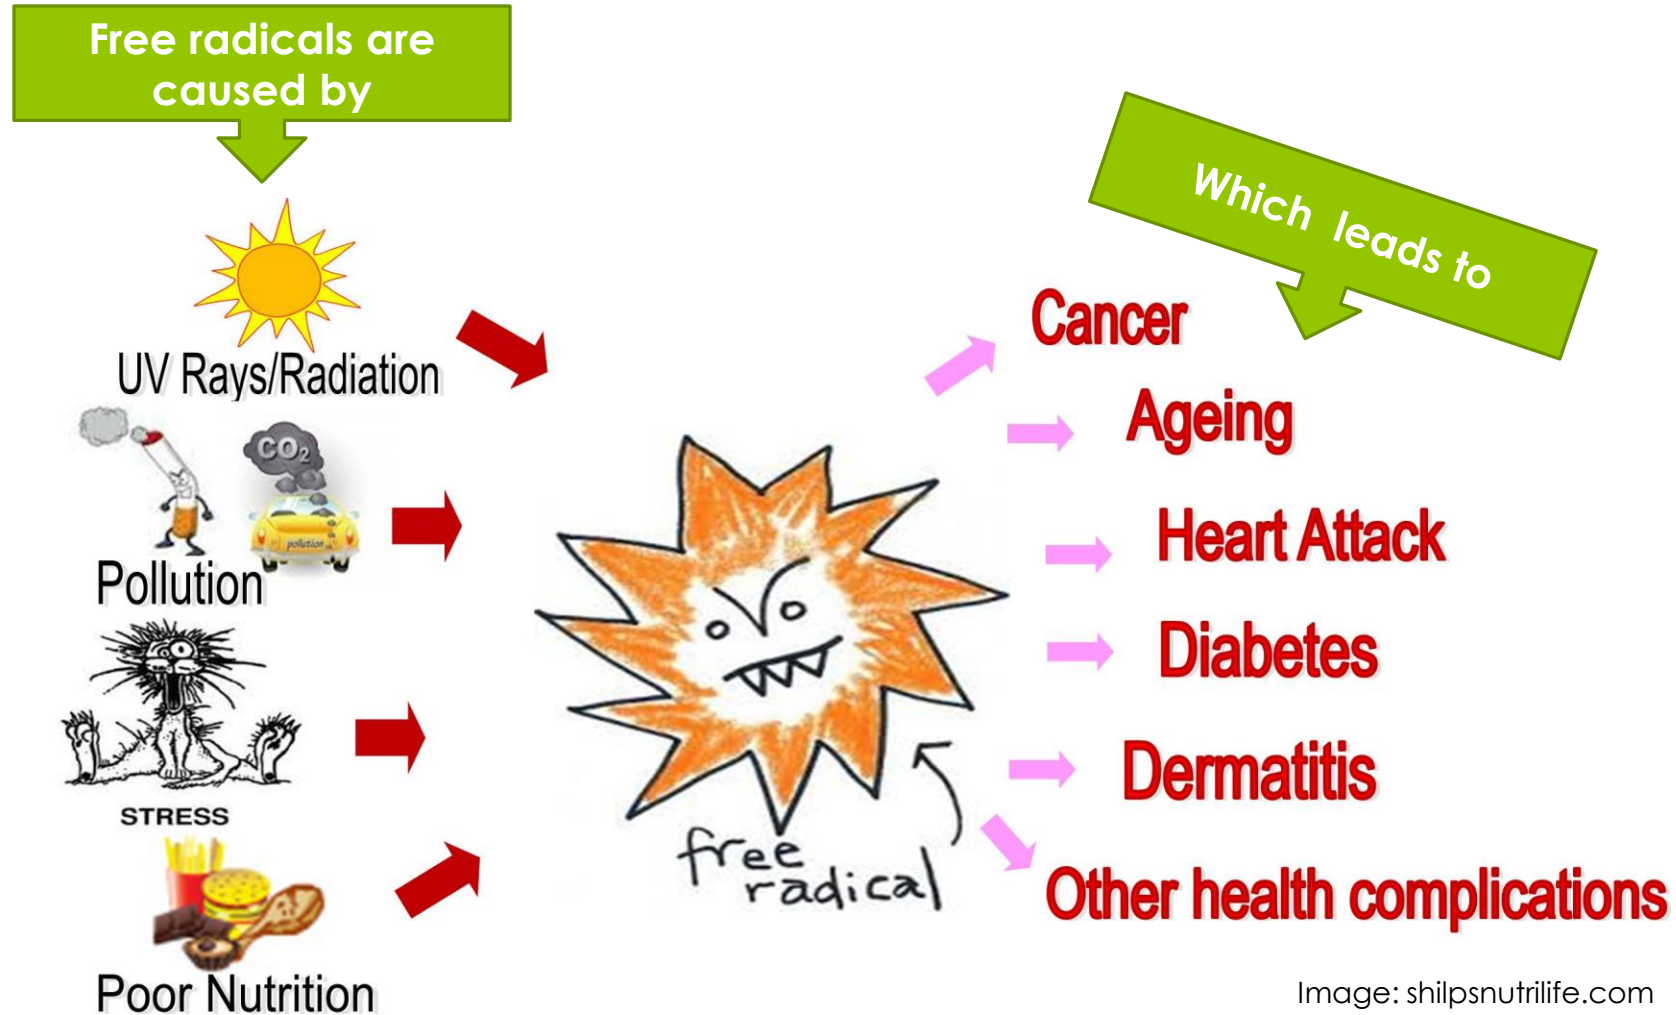 Free radicals are
caused by
UV Rays/Radiation
CO2
pollution
Pollution
STRESS
Poor Nutrition
free
radical
Which leads to
Cancer
Ageing
Heart Attack
Diabetes
Dermatitis
Other health complications
Image: shilpsnutrilife.com